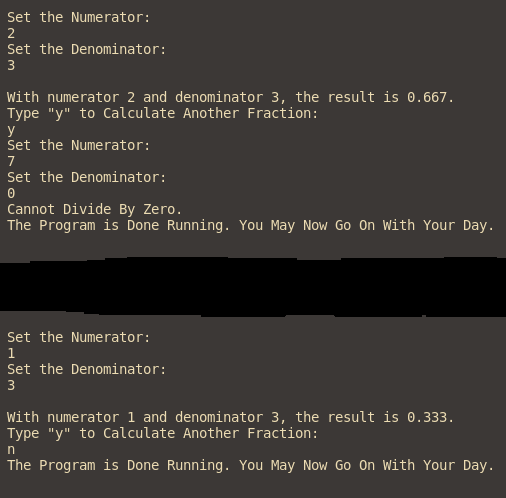 Set the Numerator:
2
Set the Denominator:
3
With numerator 2 and denominator 3, the result is 0.667.
Type "y" to Calculate Another Fraction:
y
Set the Numerator:
7
Set the Denominator:
0
Cannot Divide By Zero.
The Program is Done Running. You May Now Go On With Your Day.
Set the Numerator:
1
Set the Denominator:
3
With numerator 1 and denominator 3, the result is 0.333.
Type "y" to Calculate Another Fraction:
n
The Program is Done Running. You May Now Go On With Your Day.